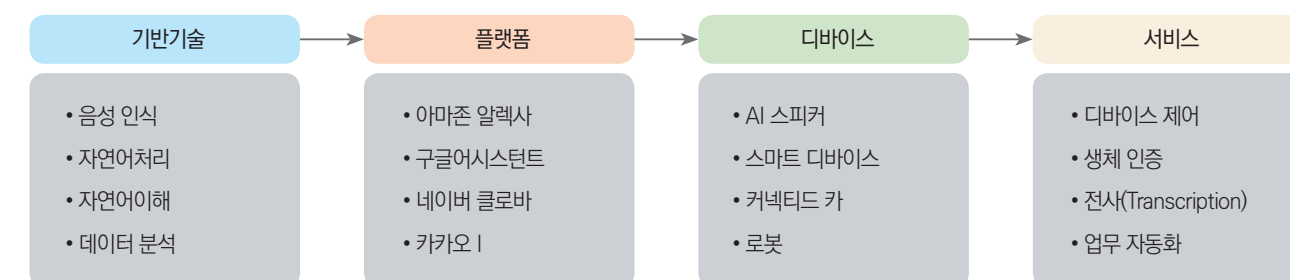 기반기술
플랫폼
디바이스
서비스
• 음성 인식
• 자연어처리
• 자연어이해
• 데이터 분석
• 아마존 알렉사
• 구글어시스턴트
• 네이버 클로바
• 카카오 I
• AI 스피커
• 스마트 디바이스
• 커넥티드 카
• 로봇
• 디바이스 제어
• 생체 인증
• 전사(Transcription)
• 업무 자동화